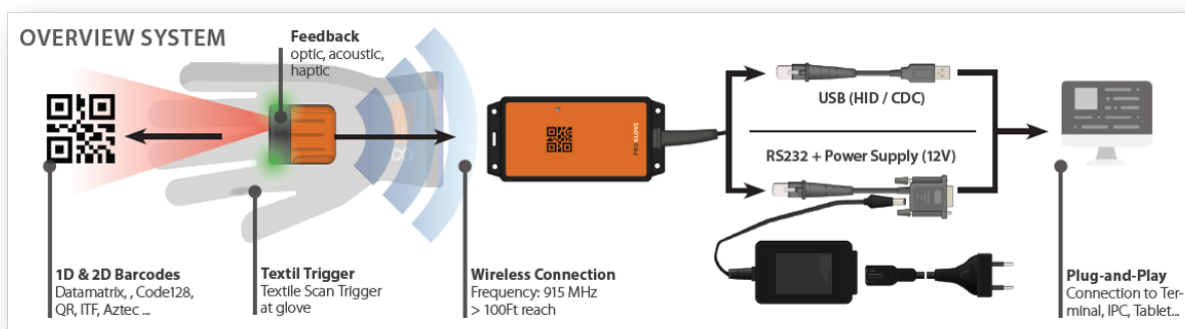 OVERVIEW SYSTEM
Feedback
optic, acoustic,
haptic
USB (HID / CDC)
RS232 + Power Supply (12V)
PRO GLOVE
1D & 2D Barcodes
Datamatrix, , Code128,
QR, ITF, Aztec ...
Textil Trigger
Textile Scan Trigger
at glove
Wireless Connection
Frequency: 915 MHz
> 100Ft reach
Plug-and-Play
Connection to Ter-
minal, IPC, Tablet...